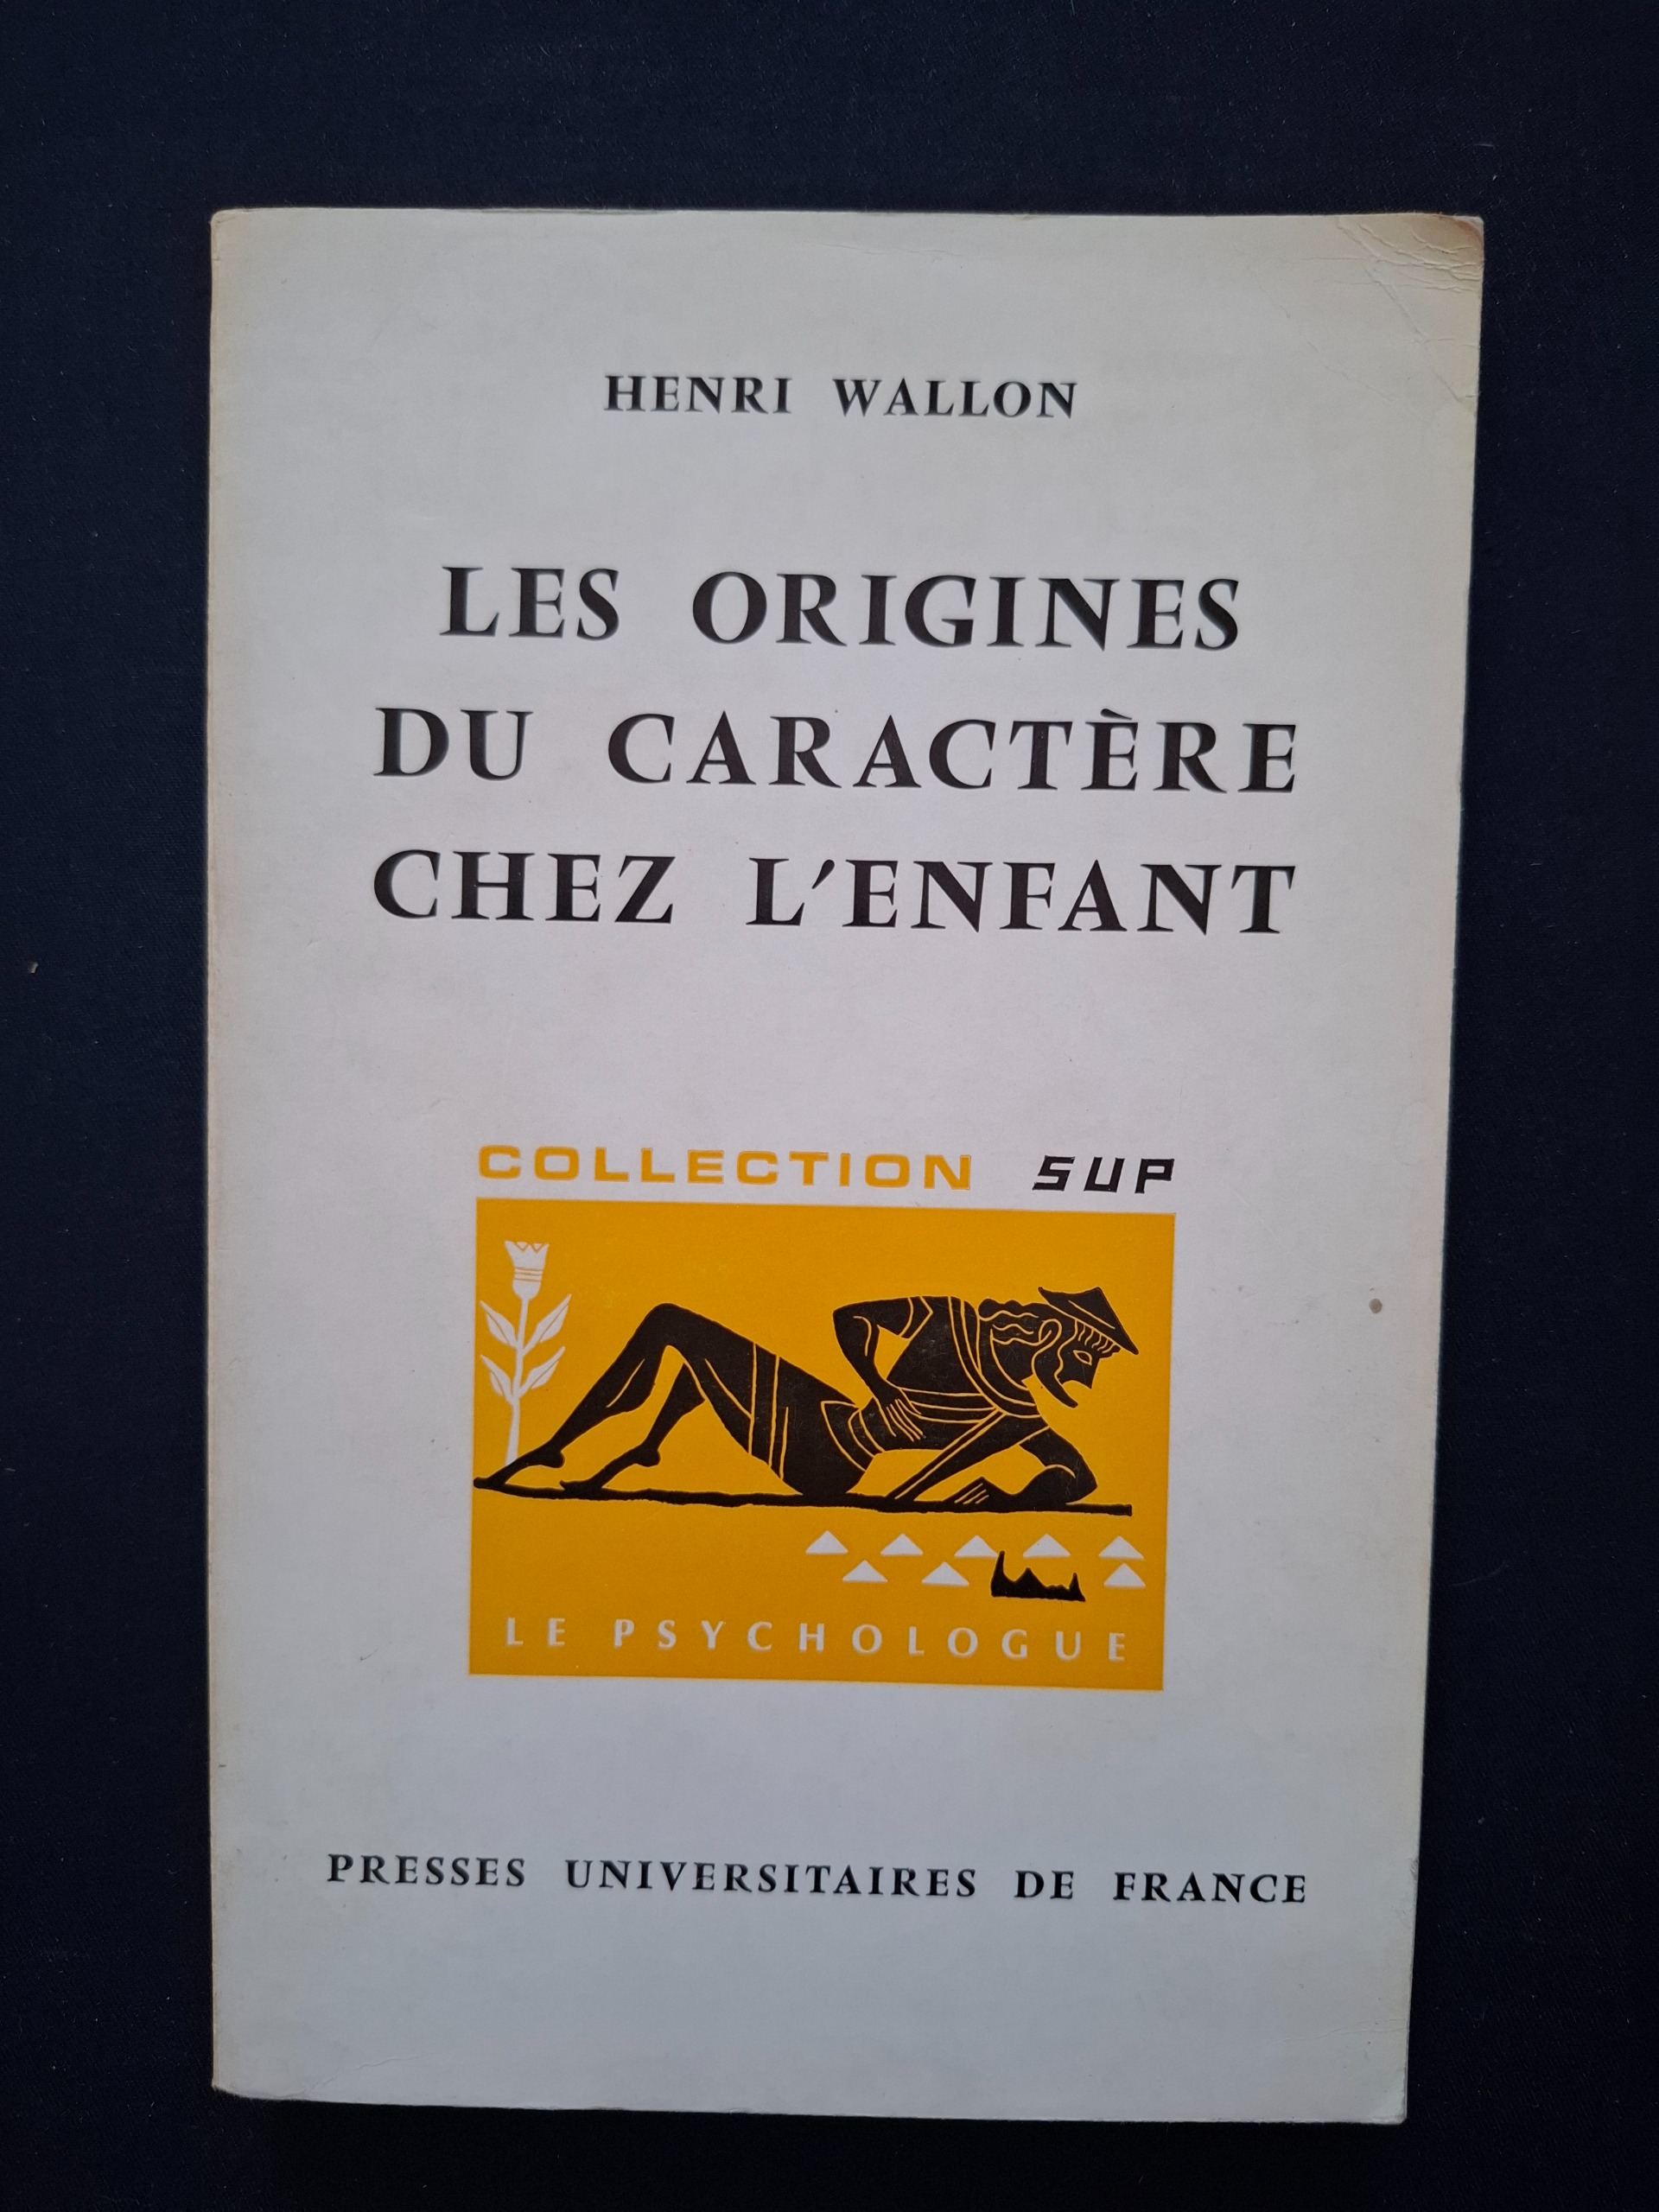 HENRI WALLON
LES ORIGINES
DU CARACTÈRE
CHEZ L'ENFANT
COLLECTION SUP
LE PSYCHOLOGUE
PRESSES UNIVERSITAIRES DE FRANCE